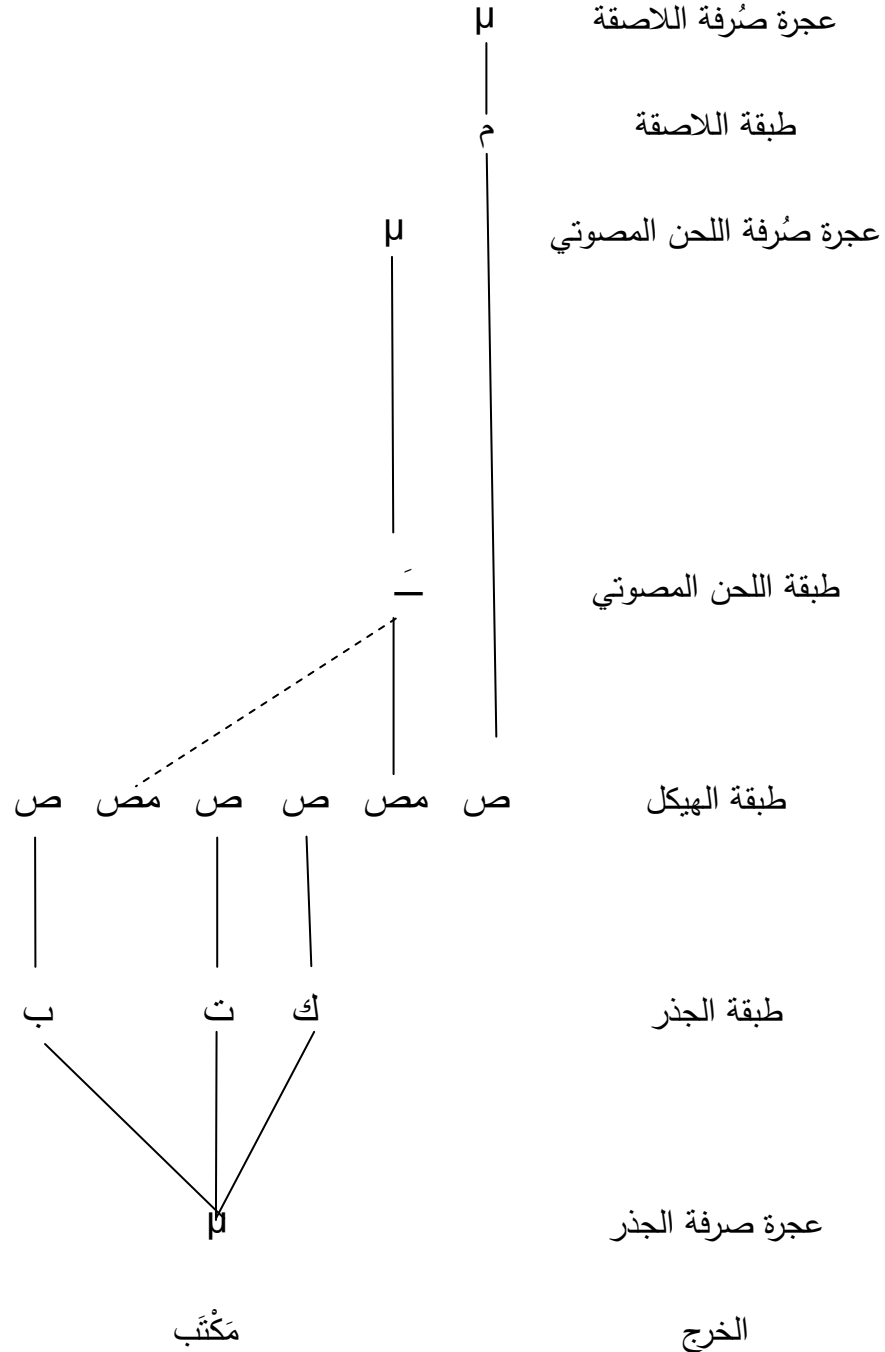 عجرة صُرفة اللاصقة µ
طبقة اللاصقة م
عجرة صُرفة اللحن المصوتي µ
طبقة اللحن المصوتي ـَ
طبقة الهيكل ص مص ص ص مص ص
طبقة الجذر ك ت ب
عجرة صرفة الجذر µ
الخرج مَكْتَب